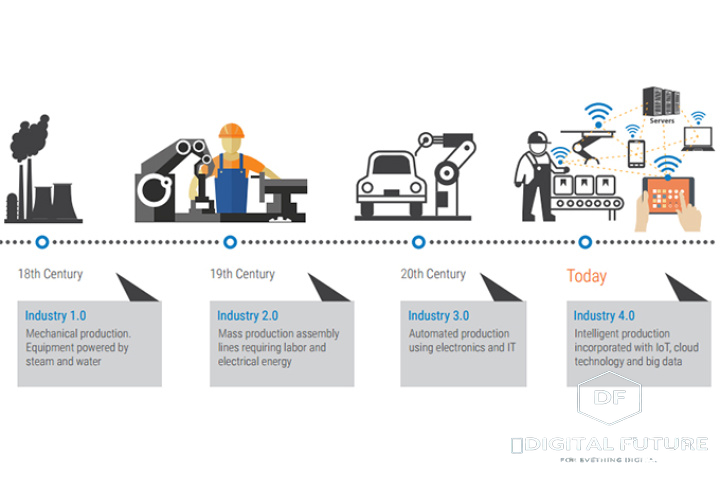 Servers
18th Century
19th Century
20th Century
Today
Industry 1.0
Mechanical production.
Equipment powered by
steam and water
Industry 2.0
Mass production assembly
lines requiring labor and
electrical energy
Industry 3.0
Automated production
using electronics and IT
Industry 4.0
Intelligent production
incorporated with IoT, cloud
technology and big data
DF
DIGITAL FUTURE